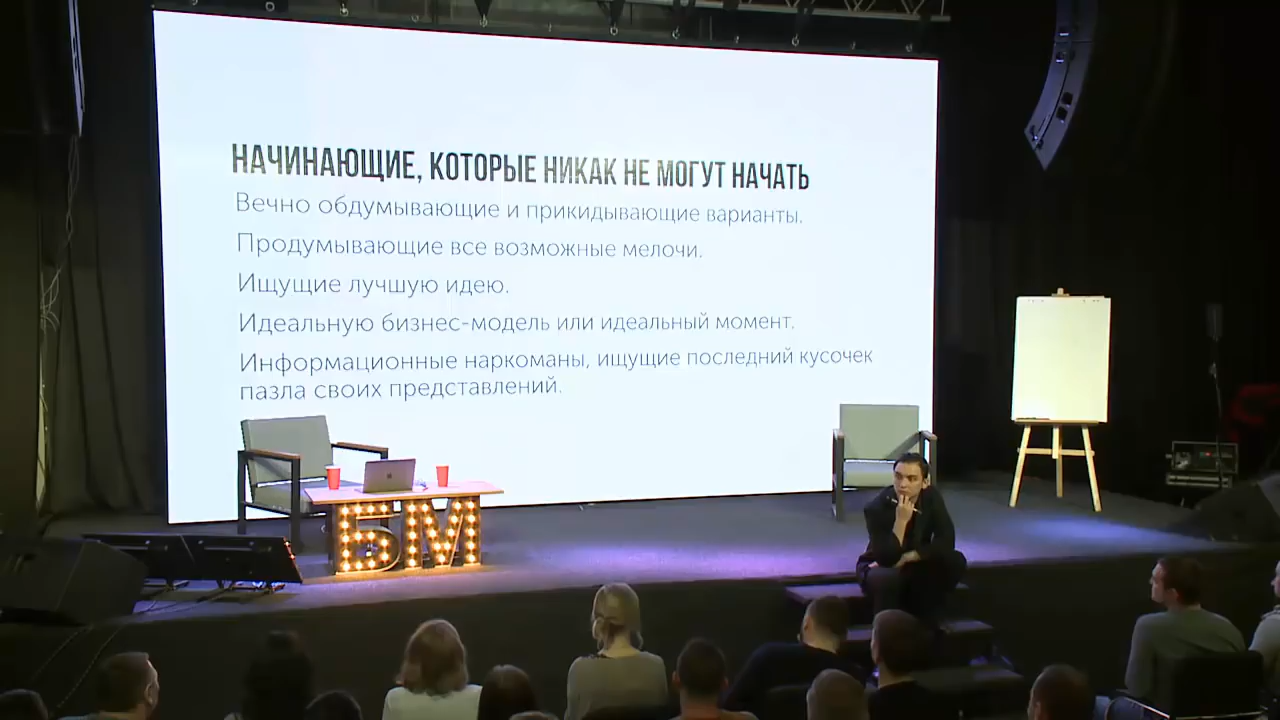 НАЧИНАЮЩИЕ, КОТОРЫЕ НИКАК НЕ МОГУТ НАЧАТЬ
Вечно обдумывающие и прикидывающие варианты.
Продумывающие все возможные мелочи.
Ищущие лучшую идею.
Идеальную бизнес-модель или идеальный момент.
Информационные наркоманы, ищущие последний кусочек
пазла своих представлений.
БМ